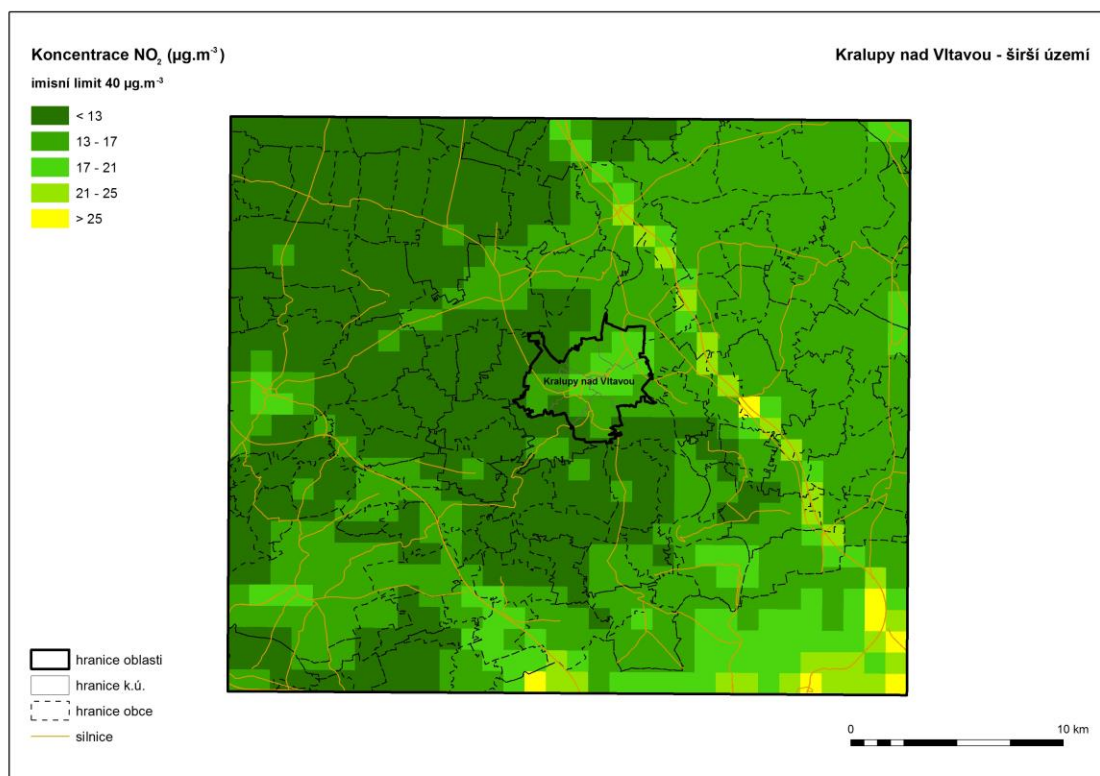 Koncentrace NO₂ (µg.m⁻³)
imisní limit 40 µg.m⁻³
< 13
13 - 17
17 - 21
21 - 25
> 25
Kralupy nad Vltavou - širší území
Kralupy nad Vltavou
hranice oblasti
hranice k.ú.
hranice obce
silnice
0
10 km